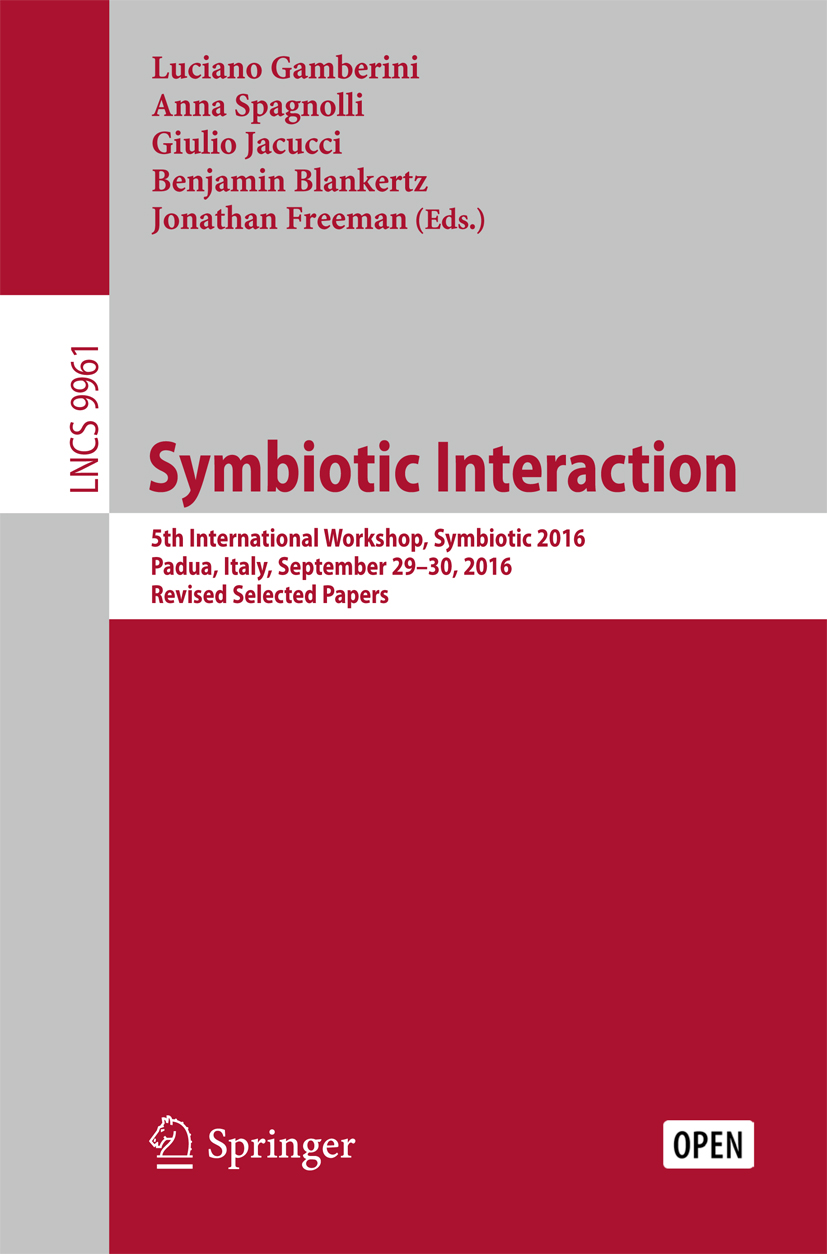 Luciano Gamberini
Anna Spagnolli
Giulio Jacucci
Benjamin Blankertz
Jonathan Freeman (Eds.)
LNCS 9961
Symbiotic Interaction
5th International Workshop, Symbiotic 2016
Padua, Italy, September 29–30, 2016
Revised Selected Papers
Springer
OPEN